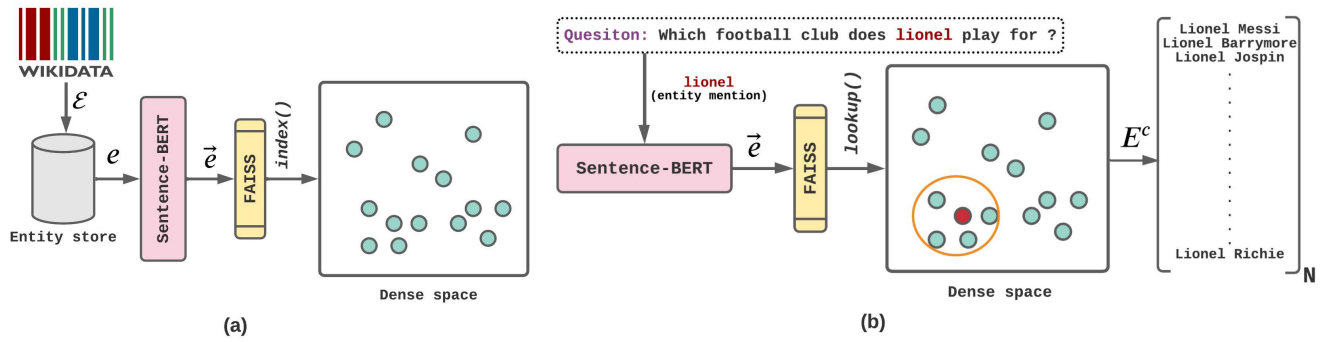 WIKIDATA
ℰ
Entity store
e
Sentence-BERT
e⃗
FAISS
index()
Dense space
(a)
Quesiton: Which football club does lionel play for ?
lionel
(entity mention)
Sentence-BERT
e⃗
FAISS
lookup()
Dense space
E^c
Lionel Messi
Lionel Barrymore
Lionel Jospin
.
.
.
.
.
.
.
.
.
.
Lionel Richie
N
(b)